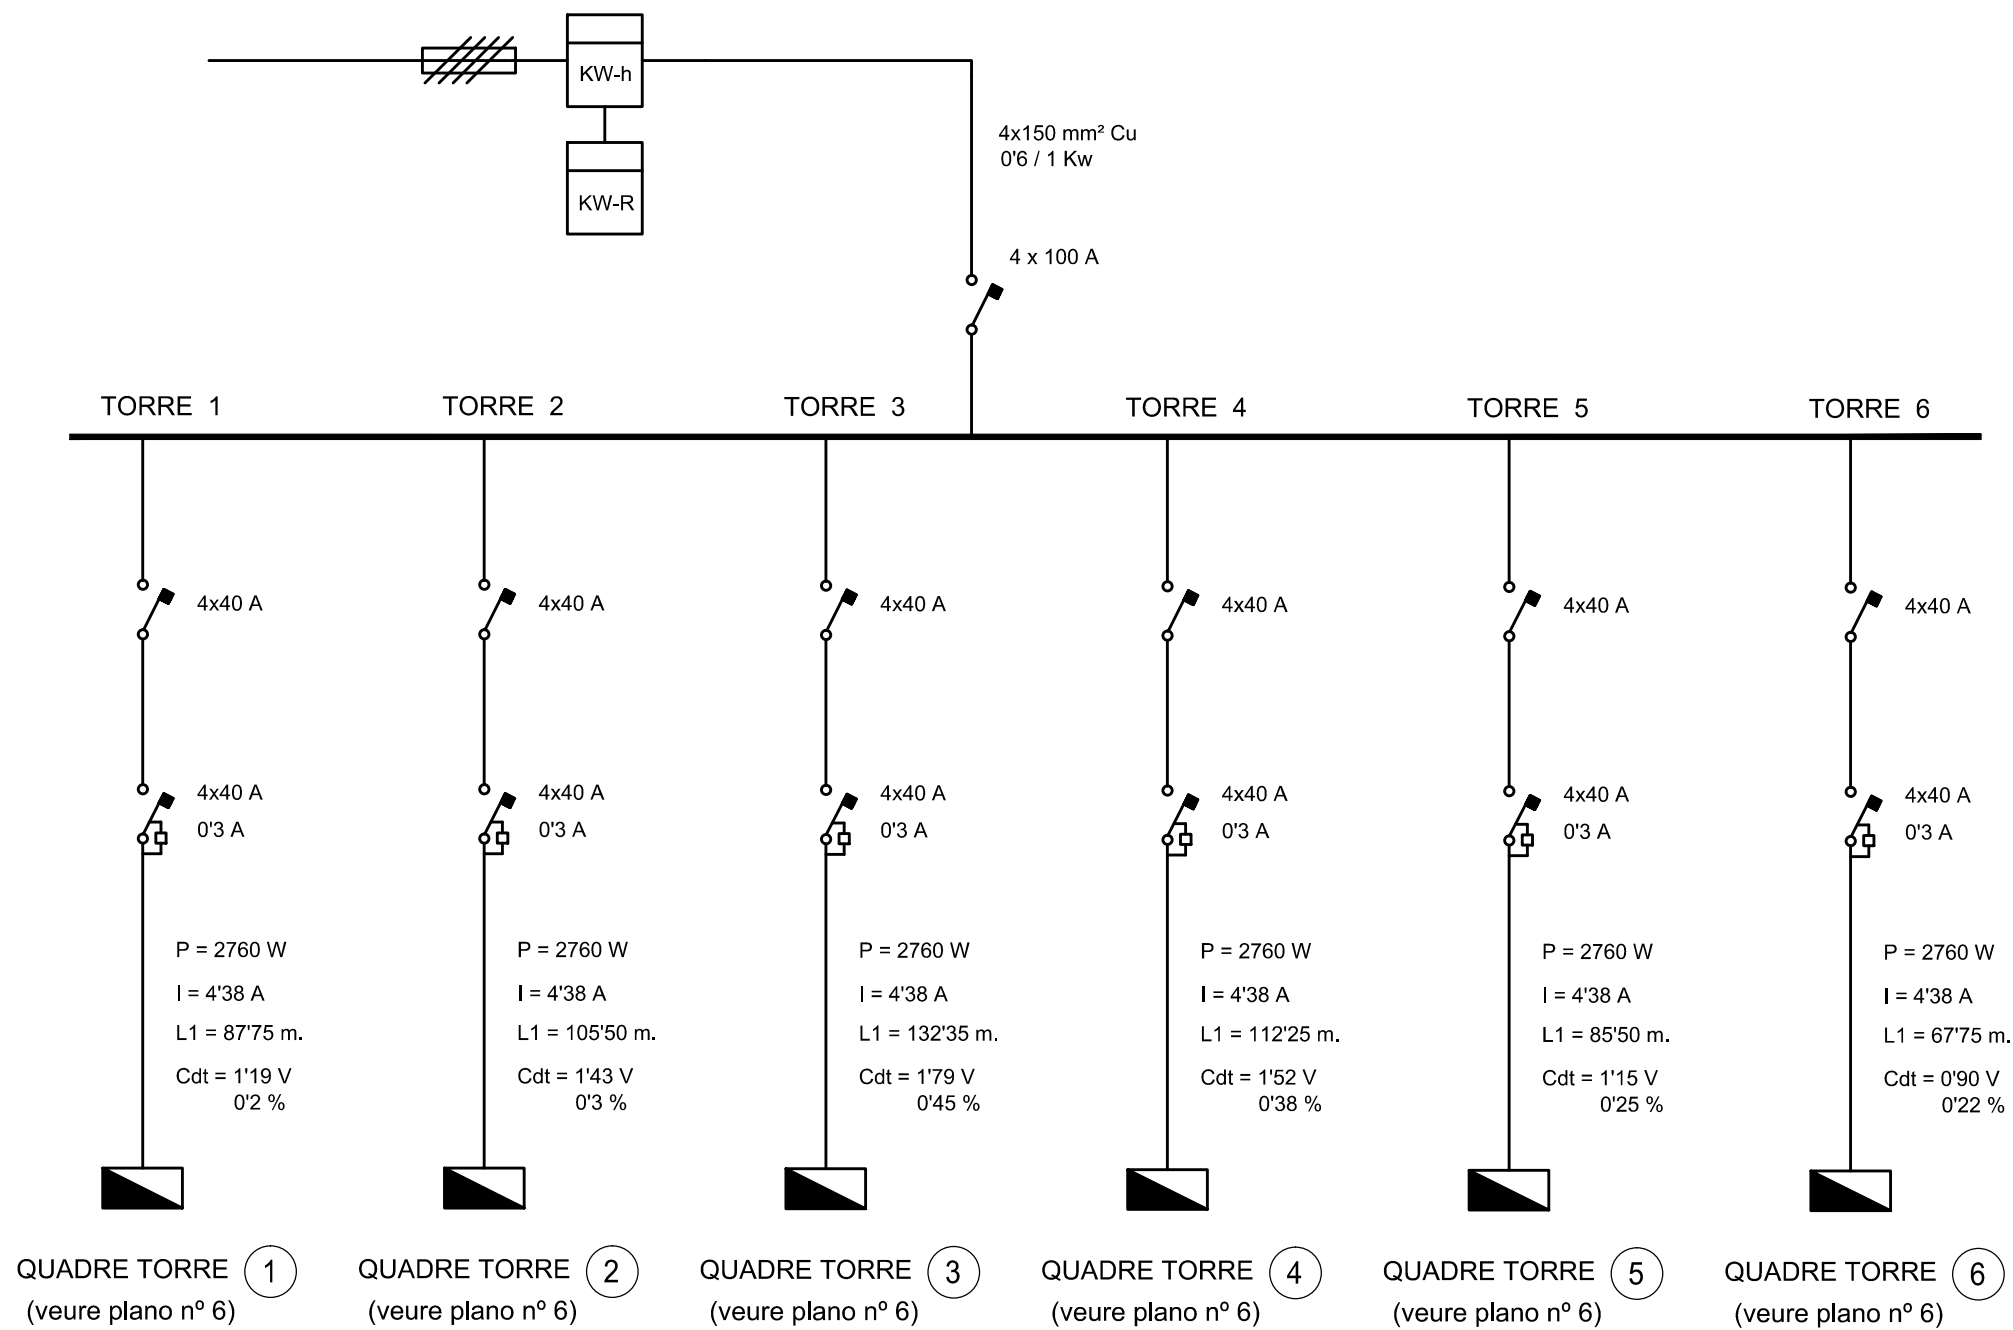 KW-h
KW-R
4x150 mm² Cu
0'6 / 1 Kw
4 x 100 A
TORRE 1
TORRE 2
TORRE 3
TORRE 4
TORRE 5
TORRE 6
4x40 A
4x40 A
4x40 A
4x40 A
4x40 A
4x40 A
4x40 A
0'3 A
4x40 A
0'3 A
4x40 A
0'3 A
4x40 A
0'3 A
4x40 A
0'3 A
4x40 A
0'3 A
P = 2760 W
I = 4'38 A
L1 = 87'75 m.
Cdt = 1'19 V
0'2 %
P = 2760 W
I = 4'38 A
L1 = 105'50 m.
Cdt = 1'43 V
0'3 %
P = 2760 W
I = 4'38 A
L1 = 132'35 m.
Cdt = 1'79 V
0'45 %
P = 2760 W
I = 4'38 A
L1 = 112'25 m.
Cdt = 1'52 V
0'38 %
P = 2760 W
I = 4'38 A
L1 = 85'50 m.
Cdt = 1'15 V
0'25 %
P = 2760 W
I = 4'38 A
L1 = 67'75 m.
Cdt = 0'90 V
0'22 %
QUADRE TORRE 1
(veure plano nº 6)
QUADRE TORRE 2
(veure plano nº 6)
QUADRE TORRE 3
(veure plano nº 6)
QUADRE TORRE 4
(veure plano nº 6)
QUADRE TORRE 5
(veure plano nº 6)
QUADRE TORRE 6
(veure plano nº 6)